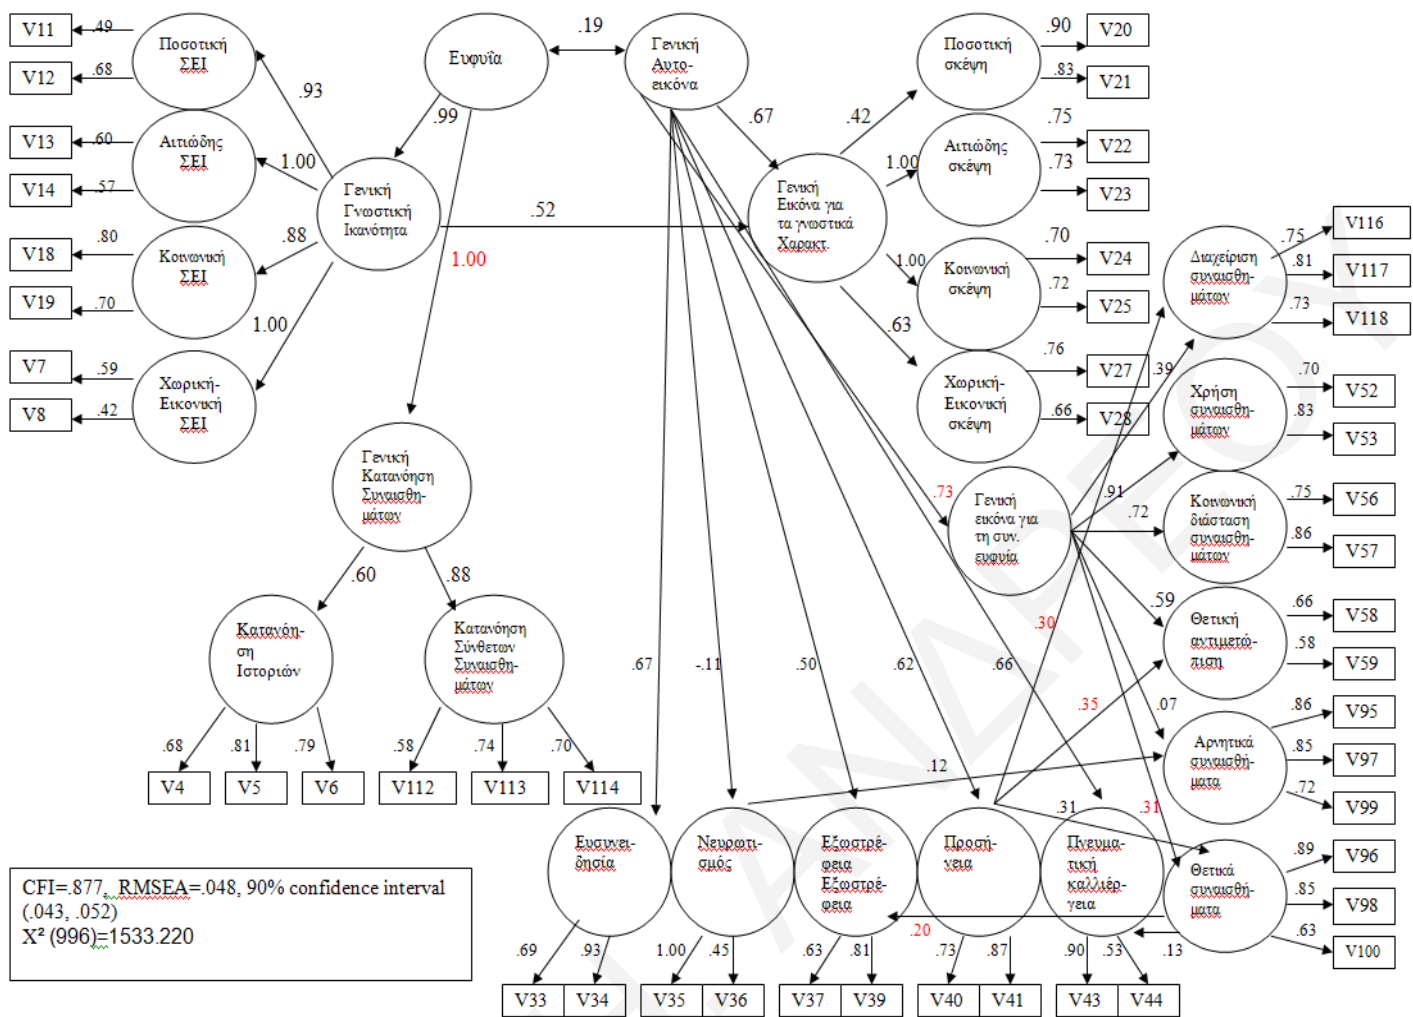 V11
.49
Ποσοτική
ΣΕΙ
V12
.68
.93
Ευφυΐα
.19
Γενική
Αυτο-
εικόνα
Ποσοτική
σκέψη
.90
V20
.83
V21
.99
.67
.42
V13
.60
Αιτιώδης
ΣΕΙ
1.00
V14
.57
Γενική
Γνωστική
Ικανότητα
.52
Γενική
Εικόνα για
τα γνωστικά
Χαρακτ.
1.00
Αιτιώδης
σκέψη
.75
V22
.73
V23
V18
.80
Κοινωνική
ΣΕΙ
.88
V19
.70
1.00
1.00
1.00
Κοινωνική
σκέψη
.70
V24
.72
V25
.63
Διαχείριση
συναισθη-
μάτων
.75
V116
.81
V117
.73
V118
V7
.59
Χωρική-
Εικονική
ΣΕΙ
V8
.42
Χωρική-
Εικονική
σκέψη
.76
V27
.66
V28
.39
Χρήση
συναισθη-
μάτων
.70
V52
.83
V53
Γενική
Κατανόηση
Συναισθη-
μάτων
.73
Γενική
εικόνα για
τη συν.
ευφυία
.91
.72
Κοινωνική
διάσταση
συναισθη-
μάτων
.75
V56
.86
V57
.60
.88
.59
.30
Θετική
αντιμετώ-
πιση
.66
V58
.58
V59
Κατανόη-
ση
Ιστοριών
Κατανόηση
Σύνθετων
Συναισθη-
μάτων
.67
-.11
.50
.62
.66
.35
.07
Αρνητικά
συναισθή-
ματα
.86
V95
.85
V97
.72
V99
.68
.81
.79
.58
.74
.70
V4
V5
V6
V112
V113
V114
.12
.31
.31
Ευσυνει-
δησία
Νευρωτι-
σμός
Εξωστρέ-
φεια
Εξωστρέ-
φεια
Προσή-
νεια
Πνευμα-
τική
καλλιέρ-
γεια
Θετικά
συναισθή-
ματα
.89
V96
.85
V98
.63
V100
.20
.13
CFI=.877, RMSEA=.048, 90% confidence interval
(.043, .052)
X² (996)=1533.220
.69
.93
1.00
.45
.63
.81
.73
.87
.90
.53
V33
V34
V35
V36
V37
V39
V40
V41
V43
V44